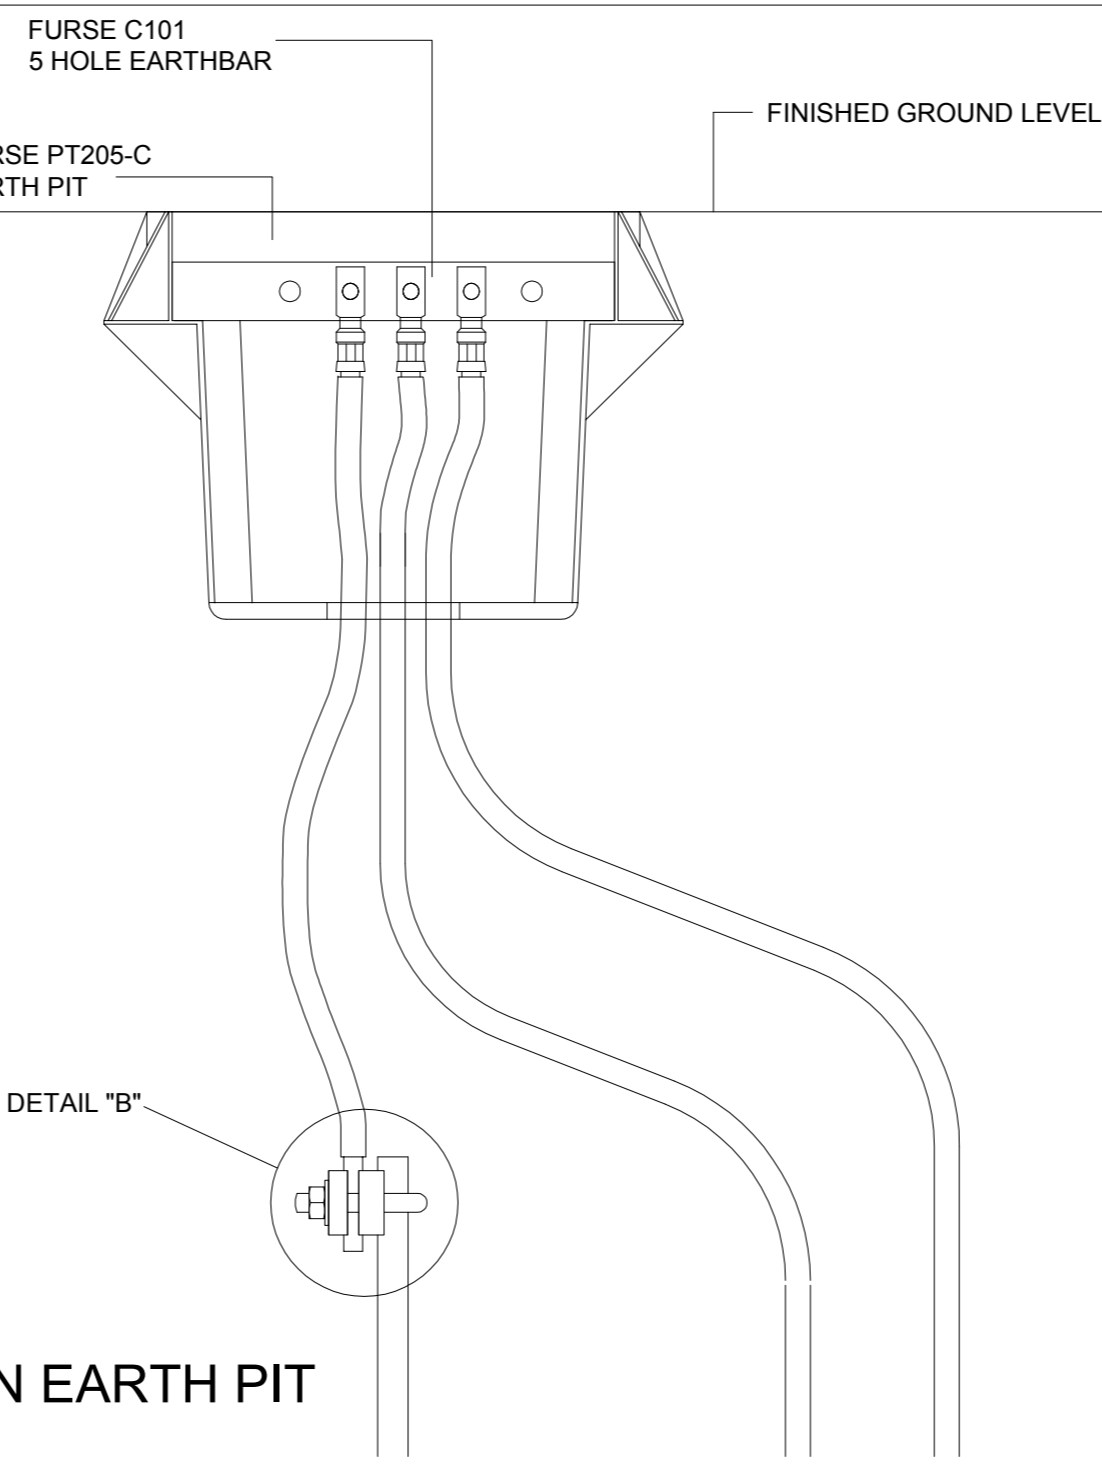 FURSE C101
5 HOLE EARTHBAR
FINISHED GROUND LEVEL
RSE PT205-C
RTH PIT
DETAIL "B"
N EARTH PIT